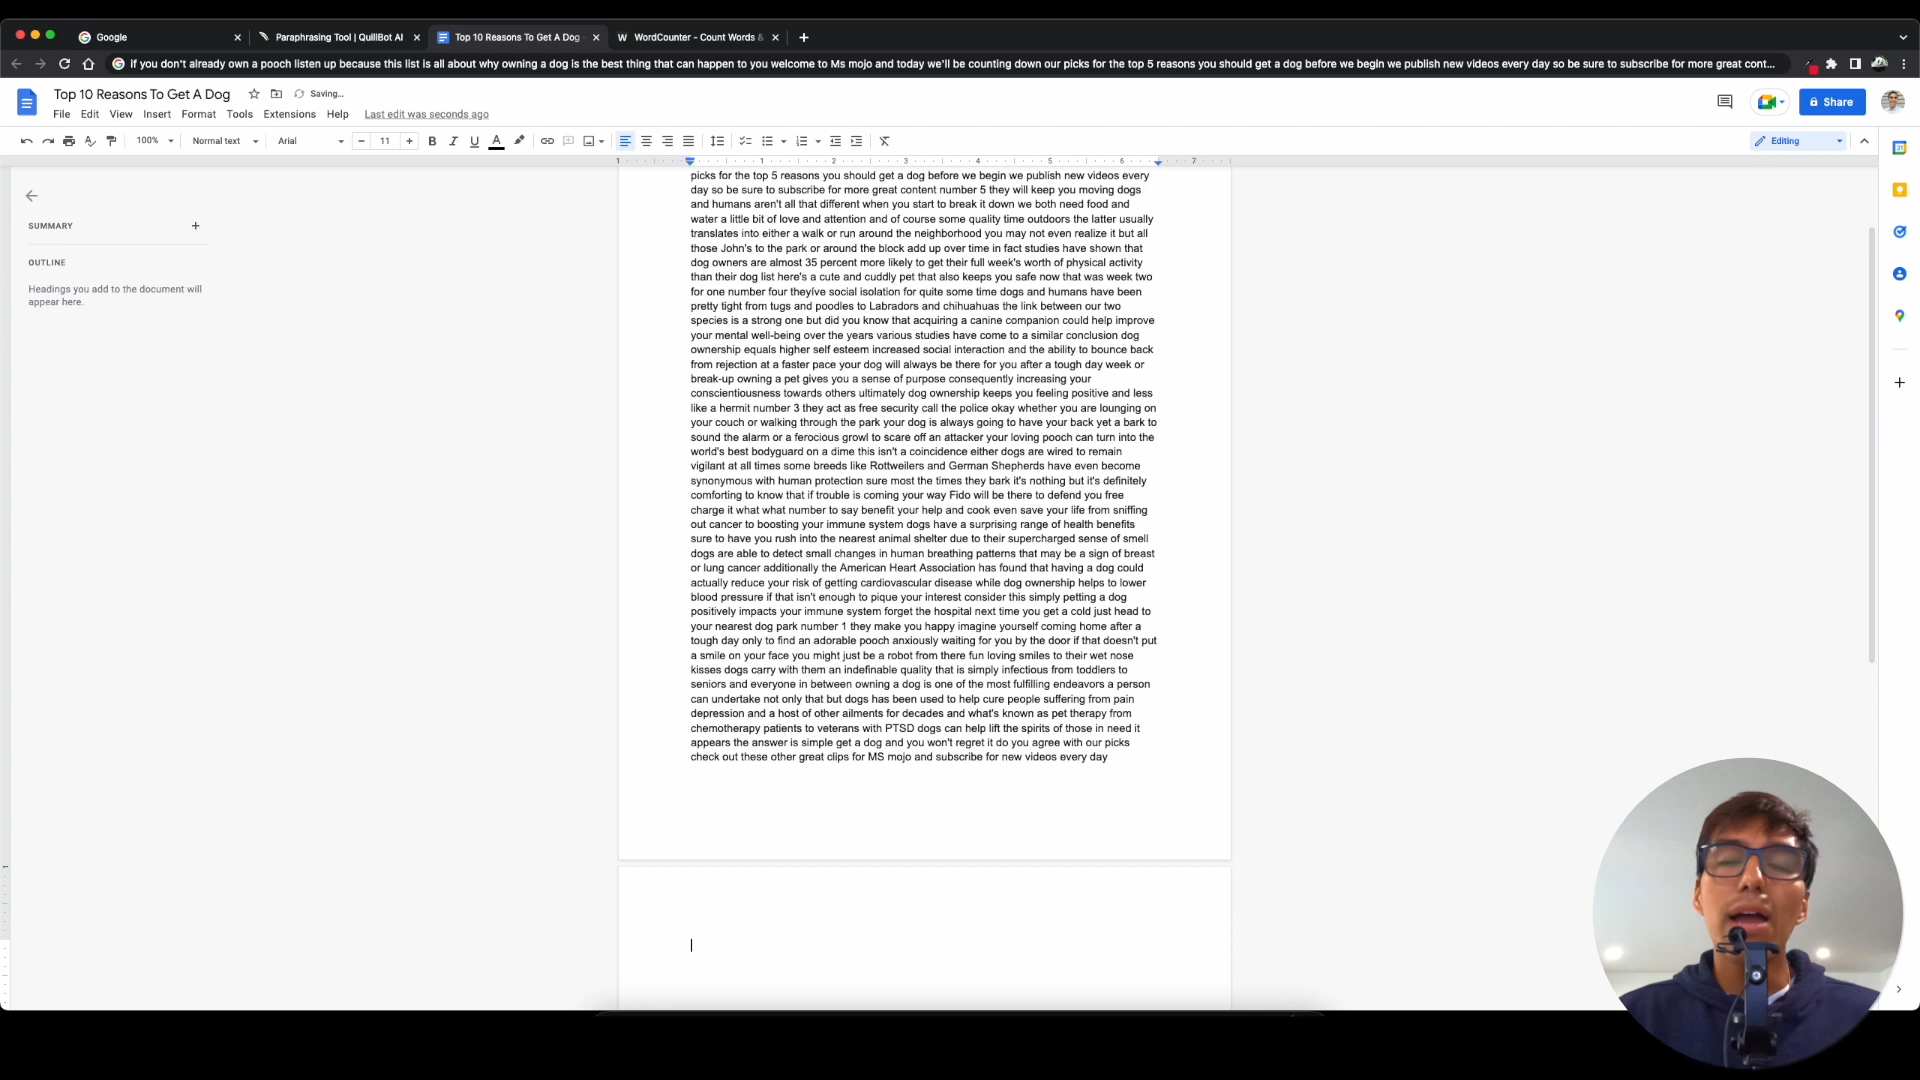 Google
Paraphrasing Tool | QuillBot AI
Top 10 Reasons To Get A Dog
W WordCounter - Count Words &
if you don't already own a pooch listen up because this list is all about why owning a dog is the best thing that can happen to you welcome to Ms mojo and today we'll be counting down our picks for the top 5 reasons you should get a dog before we begin we publish new videos every day so be sure to subscribe for more great cont...
Top 10 Reasons To Get A Dog
Saving...
File Edit View Insert Format Tools Extensions Help Last edit was seconds ago
Share
100% Normal text Arial 11
Editing
1 1 2 3 4 5 6 7
SUMMARY
OUTLINE
Headings you add to the document will
appear here.
picks for the top 5 reasons you should get a dog before we begin we publish new videos every
day so be sure to subscribe for more great content number 5 they will keep you moving dogs
and humans aren't all that different when you start to break it down we both need food and
water a little bit of love and attention and of course some quality time outdoors the latter usually
translates into either a walk or run around the neighborhood you may not even realize it but all
those John's to the park or around the block add up over time in fact studies have shown that
dog owners are almost 35 percent more likely to get their full week's worth of physical activity
than their dog list here's a cute and cuddly pet that also keeps you safe now that was week two
for one number four theyíve social isolation for quite some time dogs and humans have been
pretty tight from tugs and poodles to Labradors and chihuahuas the link between our two
species is a strong one but did you know that acquiring a canine companion could help improve
your mental well-being over the years various studies have come to a similar conclusion dog
ownership equals higher self esteem increased social interaction and the ability to bounce back
from rejection at a faster pace your dog will always be there for you after a tough day week or
break-up owning a pet gives you a sense of purpose consequently increasing your
conscientiousness towards others ultimately dog ownership keeps you feeling positive and less
like a hermit number 3 they act as free security call the police okay whether you are lounging on
your couch or walking through the park your dog is always going to have your back yet a bark to
sound the alarm or a ferocious growl to scare off an attacker your loving pooch can turn into the
world's best bodyguard on a dime this isn't a coincidence either dogs are wired to remain
vigilant at all times some breeds like Rottweilers and German Shepherds have even become
synonymous with human protection sure most the times they bark it's nothing but it's definitely
comforting to know that if trouble is coming your way Fido will be there to defend you free
charge it what what number to say benefit your help and cook even save your life from sniffing
out cancer to boosting your immune system dogs have a surprising range of health benefits
sure to have you rush into the nearest animal shelter due to their supercharged sense of smell
dogs are able to detect small changes in human breathing patterns that may be a sign of breast
or lung cancer additionally the American Heart Association has found that having a dog could
actually reduce your risk of getting cardiovascular disease while dog ownership helps to lower
blood pressure if that isn't enough to pique your interest consider this simply petting a dog
positively impacts your immune system forget the hospital next time you get a cold just head to
your nearest dog park number 1 they make you happy imagine yourself coming home after a
tough day only to find an adorable pooch anxiously waiting for you by the door if that doesn't put
a smile on your face you might just be a robot from there fun loving smiles to their wet nose
kisses dogs carry with them an indefinable quality that is simply infectious from toddlers to
seniors and everyone in between owning a dog is one of the most fulfilling endeavors a person
can undertake not only that but dogs has been used to help cure people suffering from pain
depression and a host of other ailments for decades and what's known as pet therapy from
chemotherapy patients to veterans with PTSD dogs can help lift the spirits of those in need it
appears the answer is simple get a dog and you won't regret it do you agree with our picks
check out these other great clips for MS mojo and subscribe for new videos every day